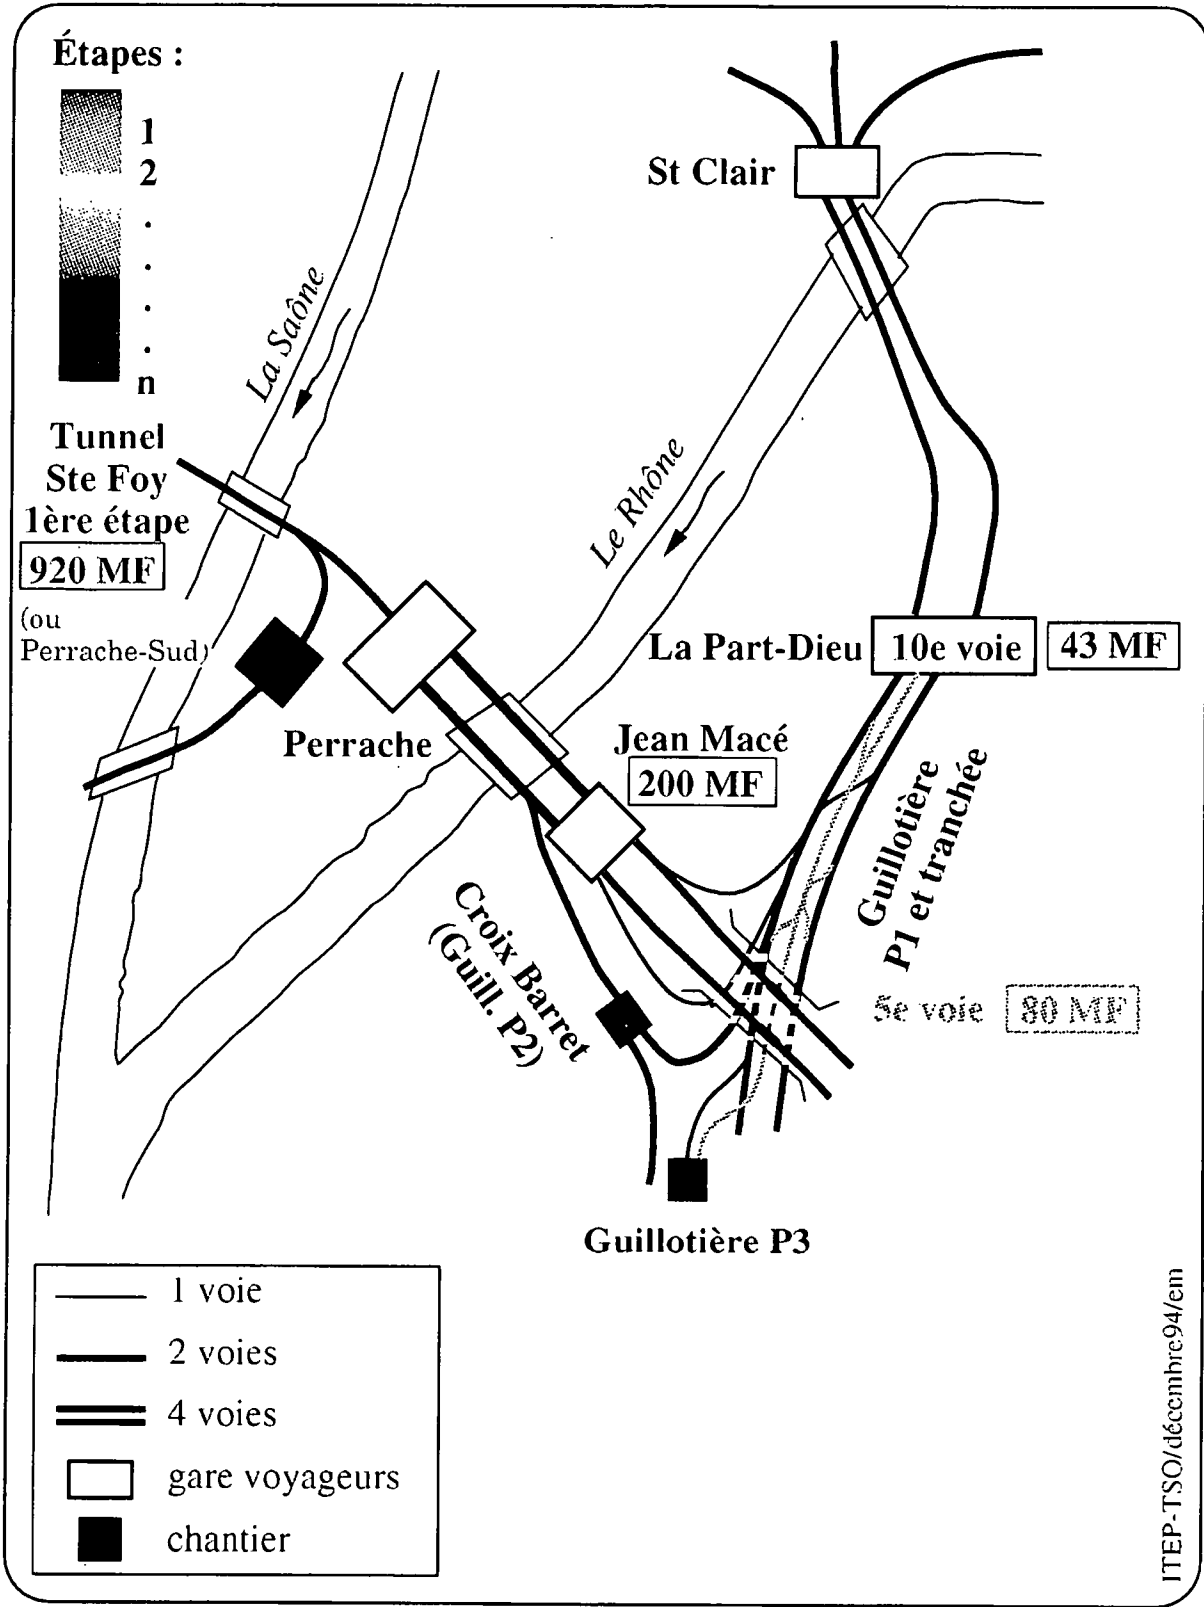 Étapes :
1
2
.
.
.
.
n
St Clair
La Saône
Le Rhône
Tunnel
Ste Foy
1ère étape
920 MF
(ou
Perrache-Sud)
La Part-Dieu
10e voie
43 MF
Perrache
Jean Macé
200 MF
Guillotière
P1 et tranchée
Croix Barret
(Guill. P2)
5e voie
80 MF
Guillotière P3
1 voie
2 voies
4 voies
gare voyageurs
chantier
ITEP-TSO/décembre94/em